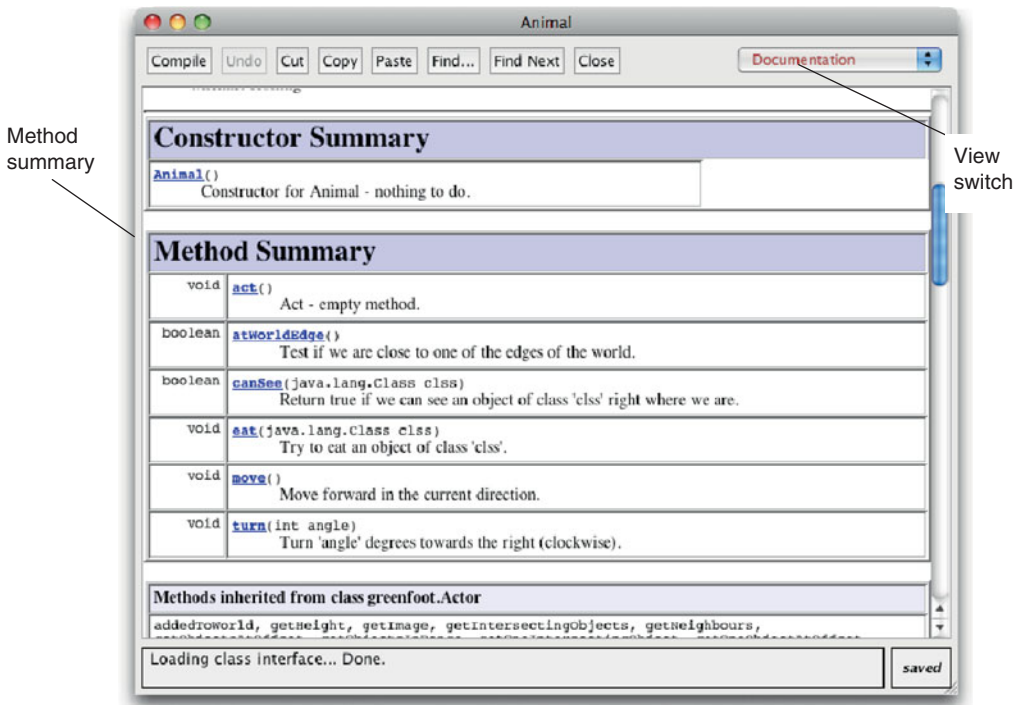 Animal
Compile Undo Cut Copy Paste Find... Find Next Close Documentation
Method
summary
View
switch
Constructor Summary
Animal()
Constructor for Animal - nothing to do.
Method Summary
void act()
Act - empty method.
boolean atWorldEdge()
Test if we are close to one of the edges of the world.
boolean canSee(java.lang.Class clss)
Return true if we can see an object of class 'clss' right where we are.
void eat(java.lang.Class clss)
Try to eat an object of class 'clss'.
void move()
Move forward in the current direction.
void turn(int angle)
Turn 'angle' degrees towards the right (clockwise).
Methods inherited from class greenfoot.Actor
addedToWorld, getHeight, getImage, getIntersectingObjects, getNeighbours,
Loading class interface... Done.
saved